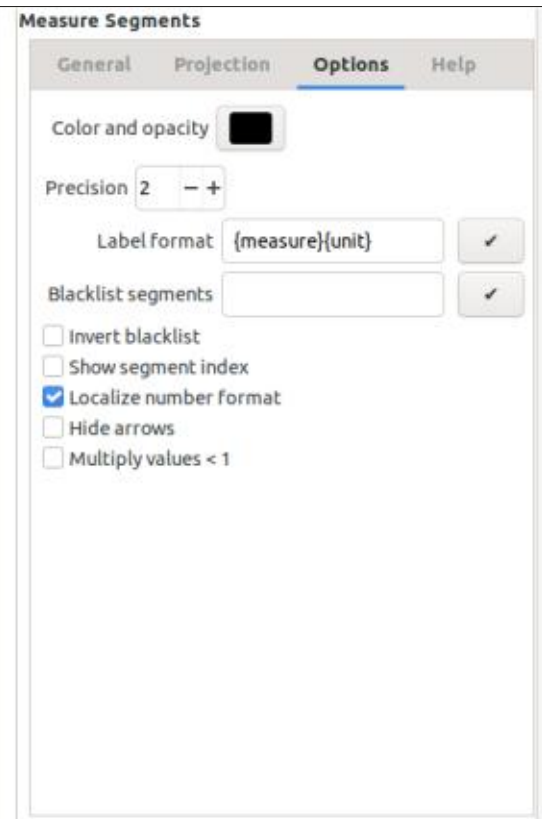 Measure Segments
General Projection Options Help
Color and opacity
Precision 2 − +
Label format {measure}{unit} ✔
Blacklist segments ✔
Invert blacklist
Show segment index
Localize number format
Hide arrows
Multiply values < 1